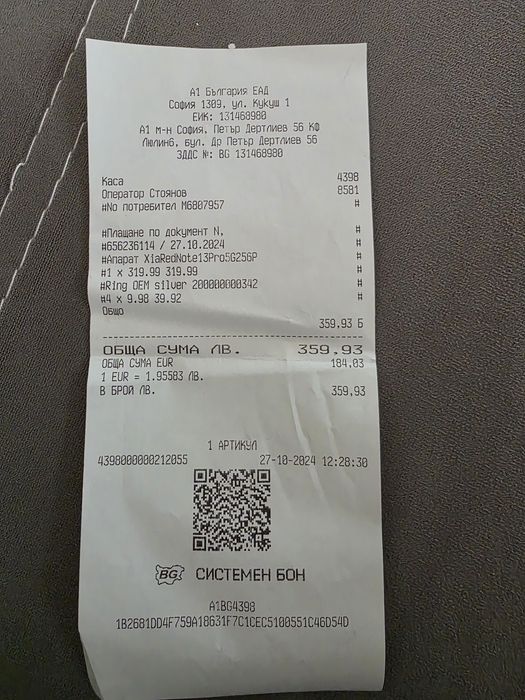 А1 България ЕАД
София 1309, ул. Кукуш 1
ЕИК: 131468980
А1 м-н София, Петър Дертлиев 56 КФ
Люлин6, бул. Др Петър Дертлиев 56
ЗДДС №: BG 131468980
Каса 4398
Оператор Стоянов 8581
#No потребител M6807957 #
#Плащане по документ N, #
#656236114 / 27.10.2024 #
#Апарат XiaRedNote13Pro5G256P #
#1 x 319.99 319.99 #
#Ring OEM silver 200000000342 #
#4 x 9.98 39.92 #
Общо
359,93 Б
ОБЩА СУМА ЛВ. 359.93
ОБЩА СУМА EUR 184,03
1 EUR = 1.95583 ЛВ.
В БРОЙ ЛВ. 359,93
1 АРТИКУЛ
4398000000212055 27-10-2024 12:28:30
BG СИСТЕМЕН БОН
A1BG4398
1B2681DD4F759A18631F7C1CEC5100551C46D54D